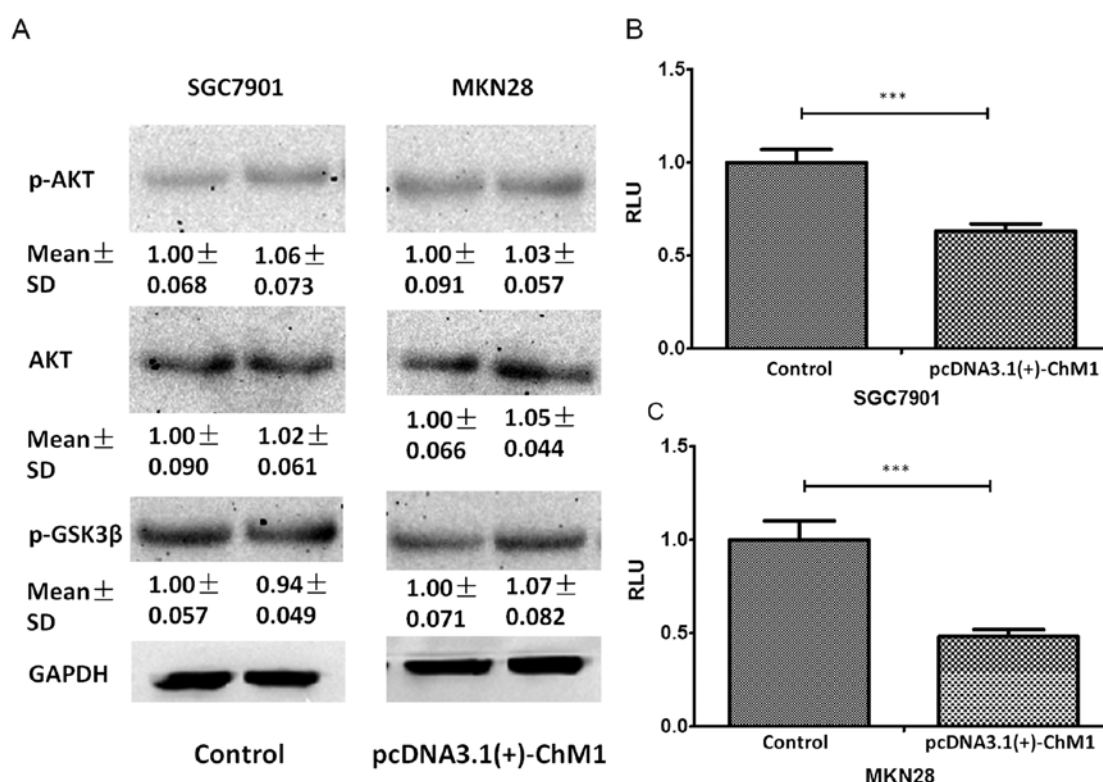 A
SGC7901 MKN28
p-AKT
Mean± 1.00± 1.06± 1.00± 1.03±
SD 0.068 0.073 0.091 0.057
AKT
1.00± 1.05±
Mean± 1.00± 1.02± 0.066 0.044
SD 0.090 0.061
p-GSK3β
Mean± 1.00± 0.94± 1.00± 1.07±
SD 0.057 0.049 0.071 0.082
GAPDH
Control pcDNA3.1(+)-ChM1
B
1.5
***
1.0
RLU
0.5
0.0
Control pcDNA3.1(+)-ChM1
SGC7901
C
1.5
***
1.0
RLU
0.5
0.0
Control pcDNA3.1(+)-ChM1
MKN28